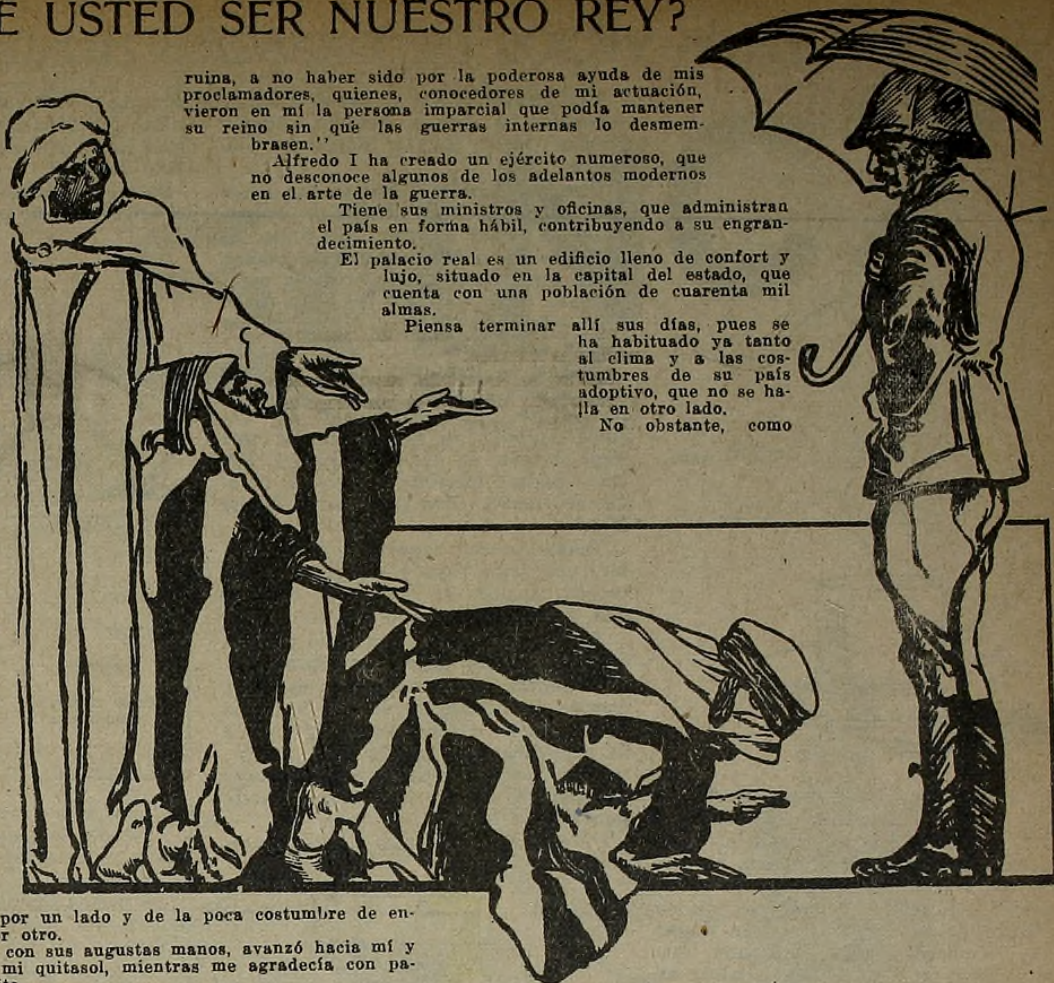 E USTED SER NUESTRO REY?
ruina, a no haber sido por la poderosa ayuda de mis
proclamadores, quienes, conocedores de mi actuación,
vieron en mí la persona imparcial que podía mantener
su reino sin que las guerras internas lo desmem-
brasen.''
Alfredo I ha creado un ejército numeroso, que
no desconoce algunos de los adelantos modernos
en el arte de la guerra.
Tiene sus ministros y oficinas, que administran
el país en forma hábil, contribuyendo a su engran-
decimiento.
El palacio real es un edificio lleno de confort y
lujo, situado en la capital del estado, que
cuenta con una población de cuarenta mil
almas.
Piensa terminar allí sus días, pues se
ha habituado ya tanto
al clima y a las cos-
tumbres de su país
adoptivo, que no se ha-
lla en otro lado.
No obstante, como
por un lado y de la poca costumbre de en-
r otro.
con sus augustas manos, avanzó hacia mí y
mi quitasol, mientras me agradecía con pa-